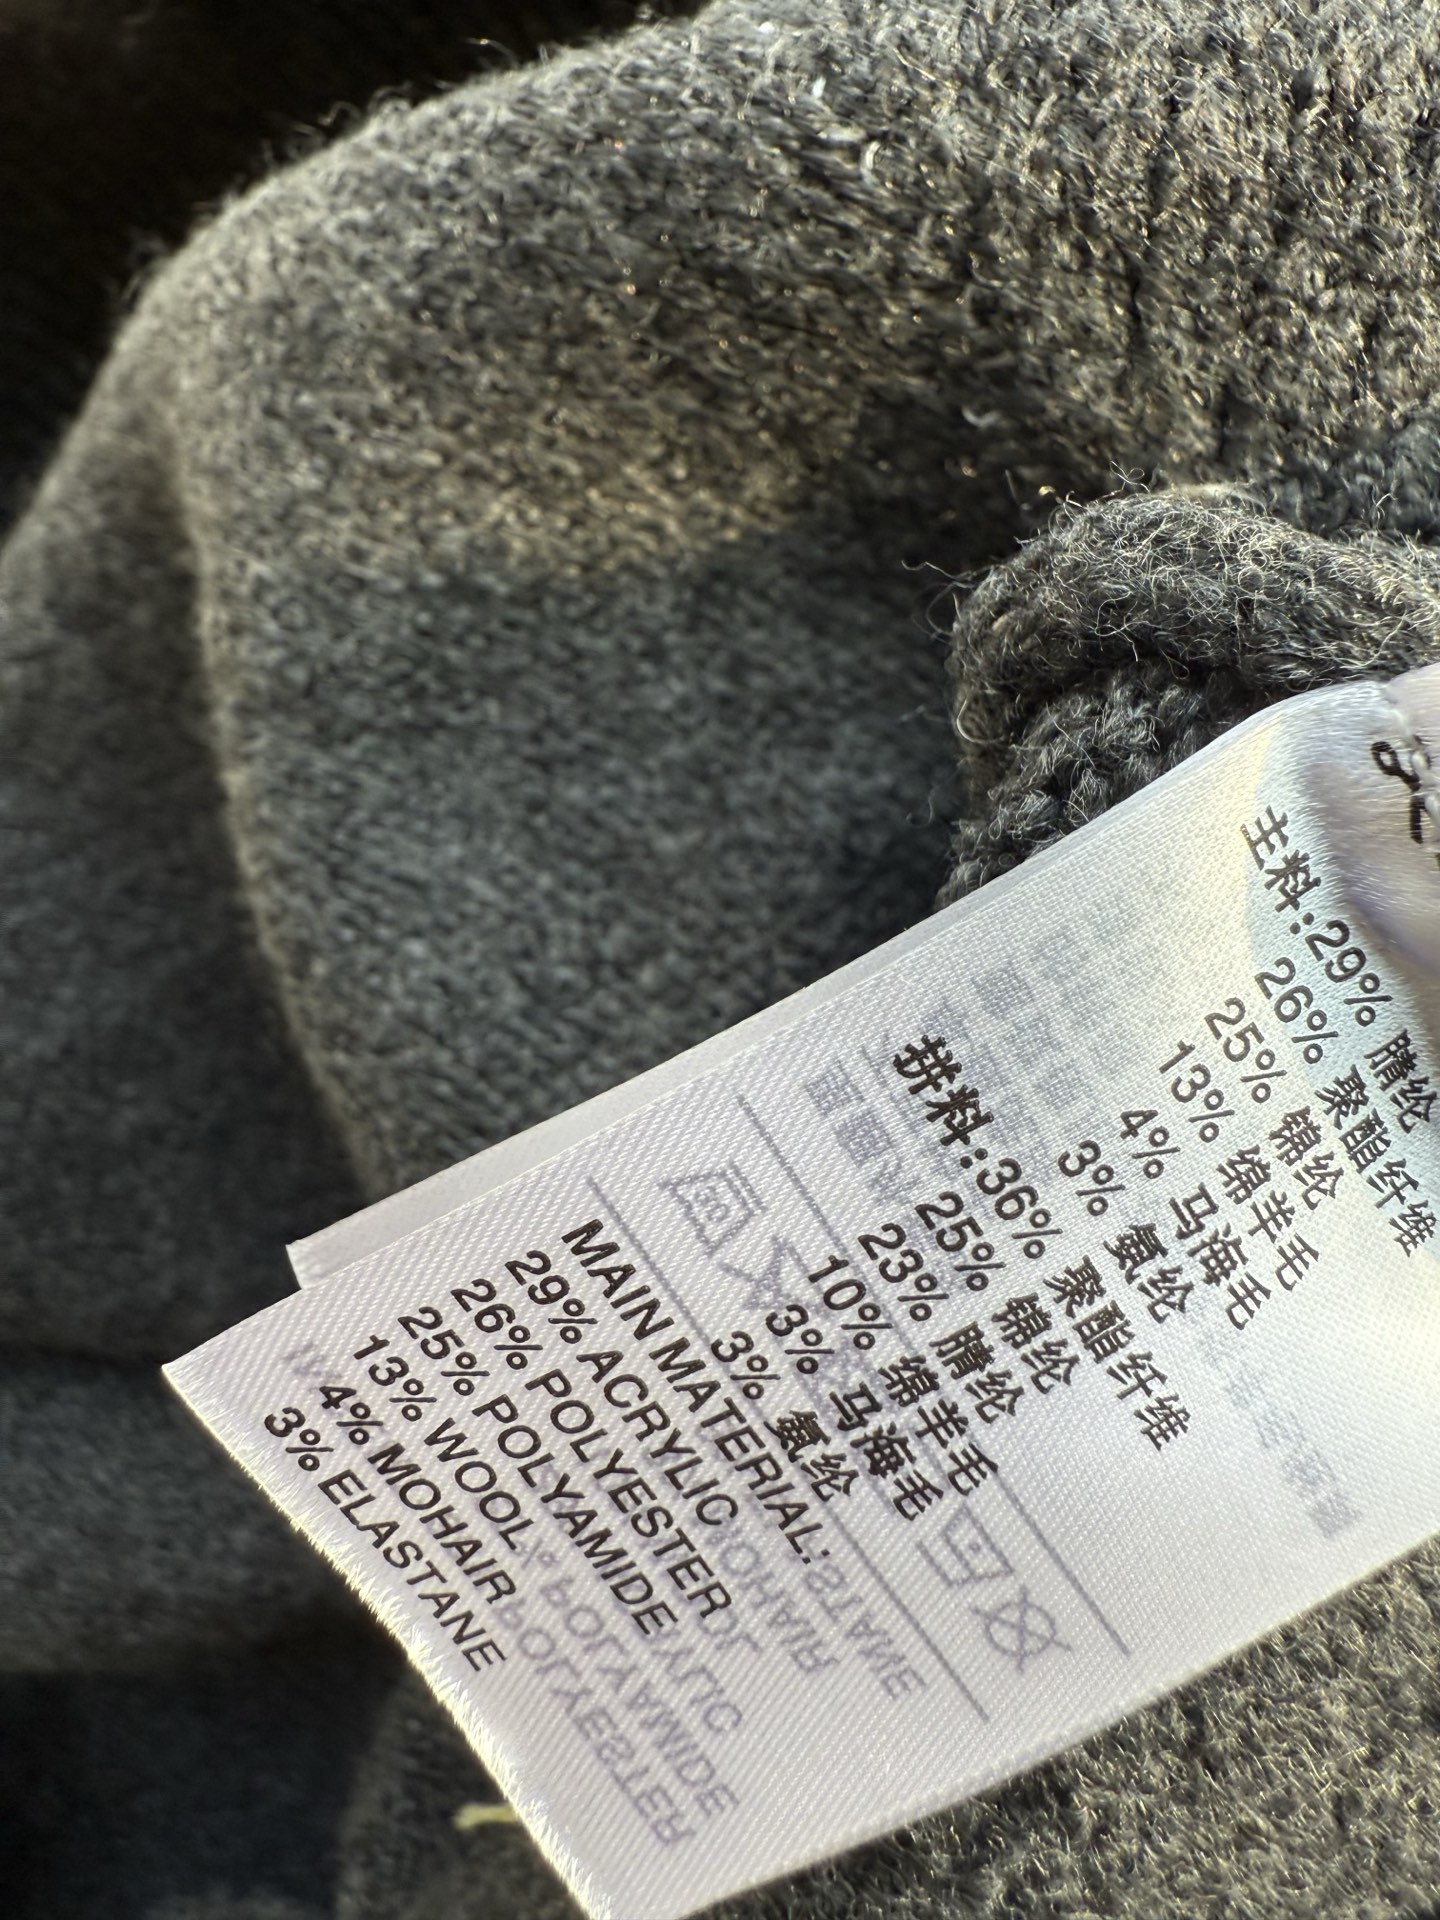 主料:29% 腈纶
26% 聚酯纤维
25% 锦纶
13% 绵羊毛
4% 马海毛
3% 氨纶
拼料:36% 聚酯纤维
25% 锦纶
23% 腈纶
10% 绵羊毛
3% 马海毛
3% 氨纶
MAIN MATERIAL:
29% ACRYLIC
26% POLYESTER
25% POLYAMIDE
13% WOOL
4% MOHAIR
3% ELASTANE